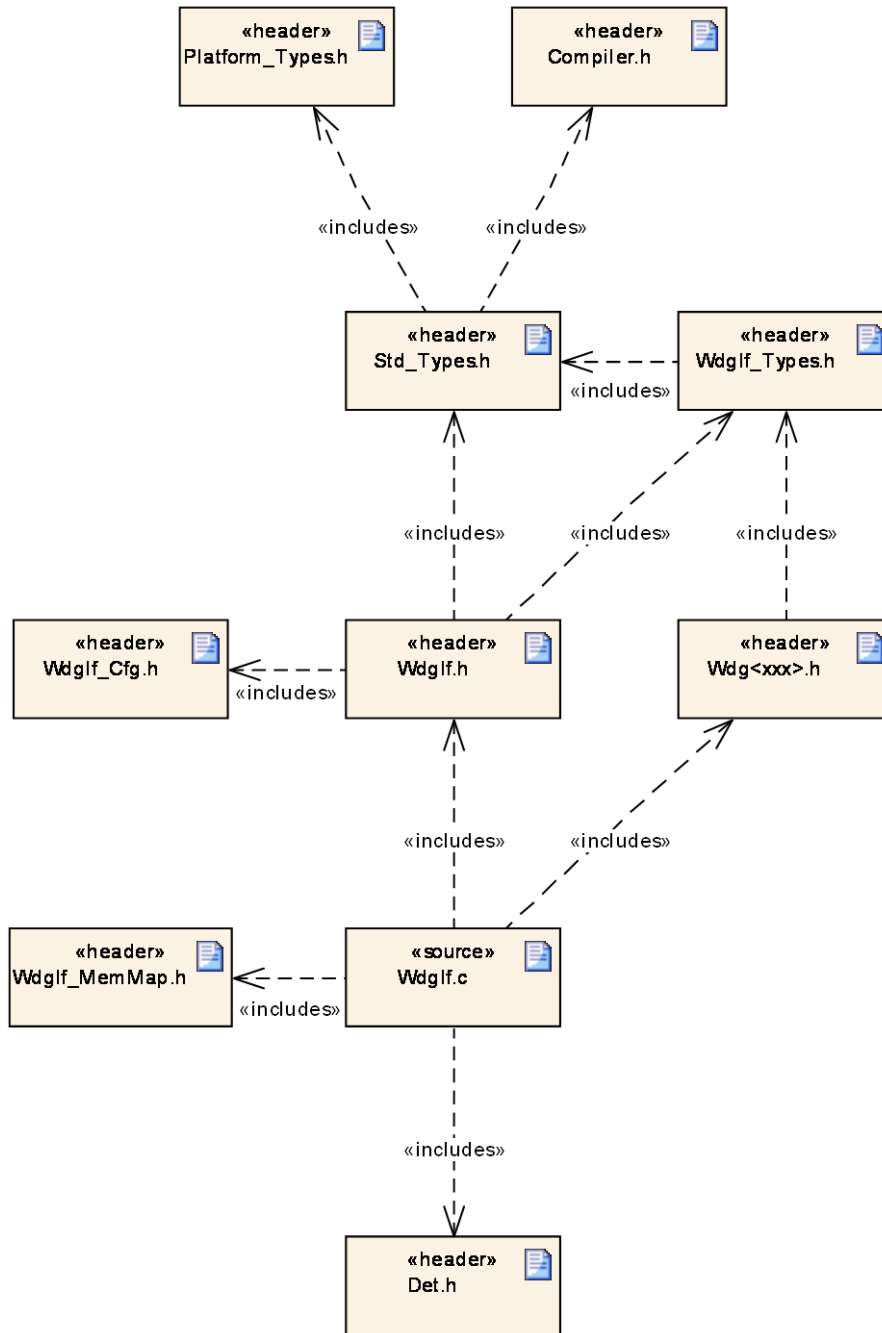 «header»
Platform_Types.h
«header»
Compiler.h
«includes»
«includes»
«header»
Std_Types.h
«header»
WdgIf_Types.h
«includes»
«includes»
«includes»
«includes»
«header»
WdgIf_Cfg.h
«header»
WdgIf.h
«header»
Wdg<xxx>.h
«includes»
«includes»
«includes»
«header»
WdgIf_MemMap.h
«source»
WdgIf.c
«includes»
«includes»
«header»
Det.h